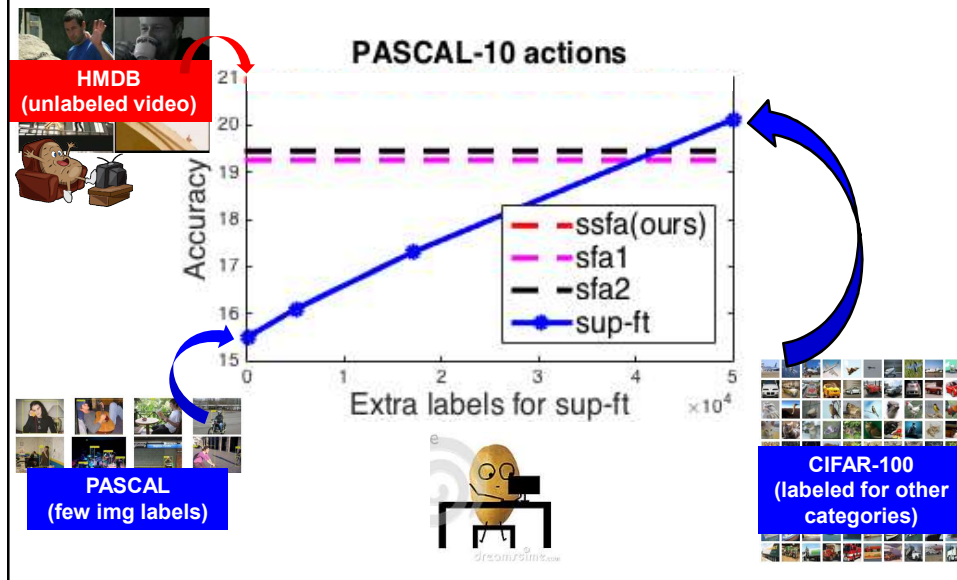 PASCAL-10 actions
HMDB
(unlabeled video)
21
20
19
18
17
16
15
Accuracy
ssfa(ours)
sfa1
sfa2
sup-ft
0
1
2
3
4
5
×10⁴
Extra labels for sup-ft
PASCAL
(few img labels)
CIFAR-100
(labeled for other
categories)
e
dreamstime.com